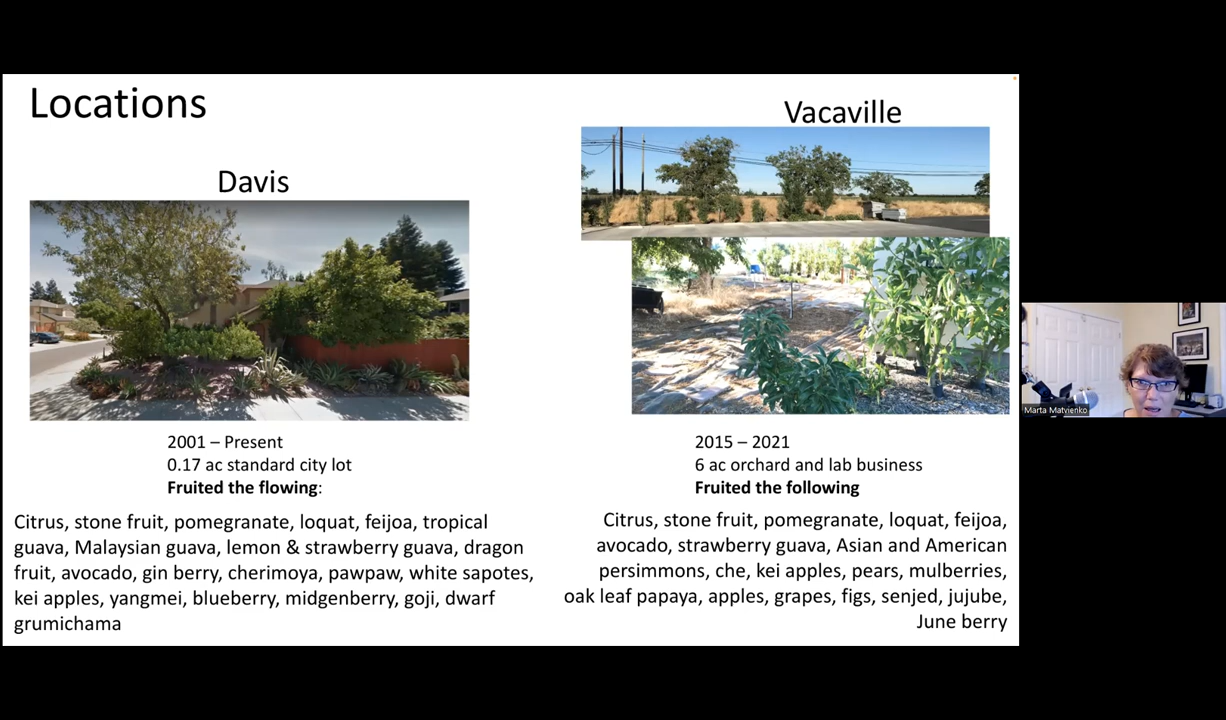 Locations
Davis
2001 – Present
0.17 ac standard city lot
Fruited the flowing:
Citrus, stone fruit, pomegranate, loquat, feijoa, tropical
guava, Malaysian guava, lemon & strawberry guava, dragon
fruit, avocado, gin berry, cherimoya, pawpaw, white sapotes,
kei apples, yangmei, blueberry, midgenberry, goji, dwarf
grumichama
Vacaville
2015 – 2021
6 ac orchard and lab business
Fruited the following
Citrus, stone fruit, pomegranate, loquat, feijoa,
avocado, strawberry guava, Asian and American
persimmons, che, kei apples, pears, mulberries,
oak leaf papaya, apples, grapes, figs, senjed, jujube,
June berry
Marta Matvienko